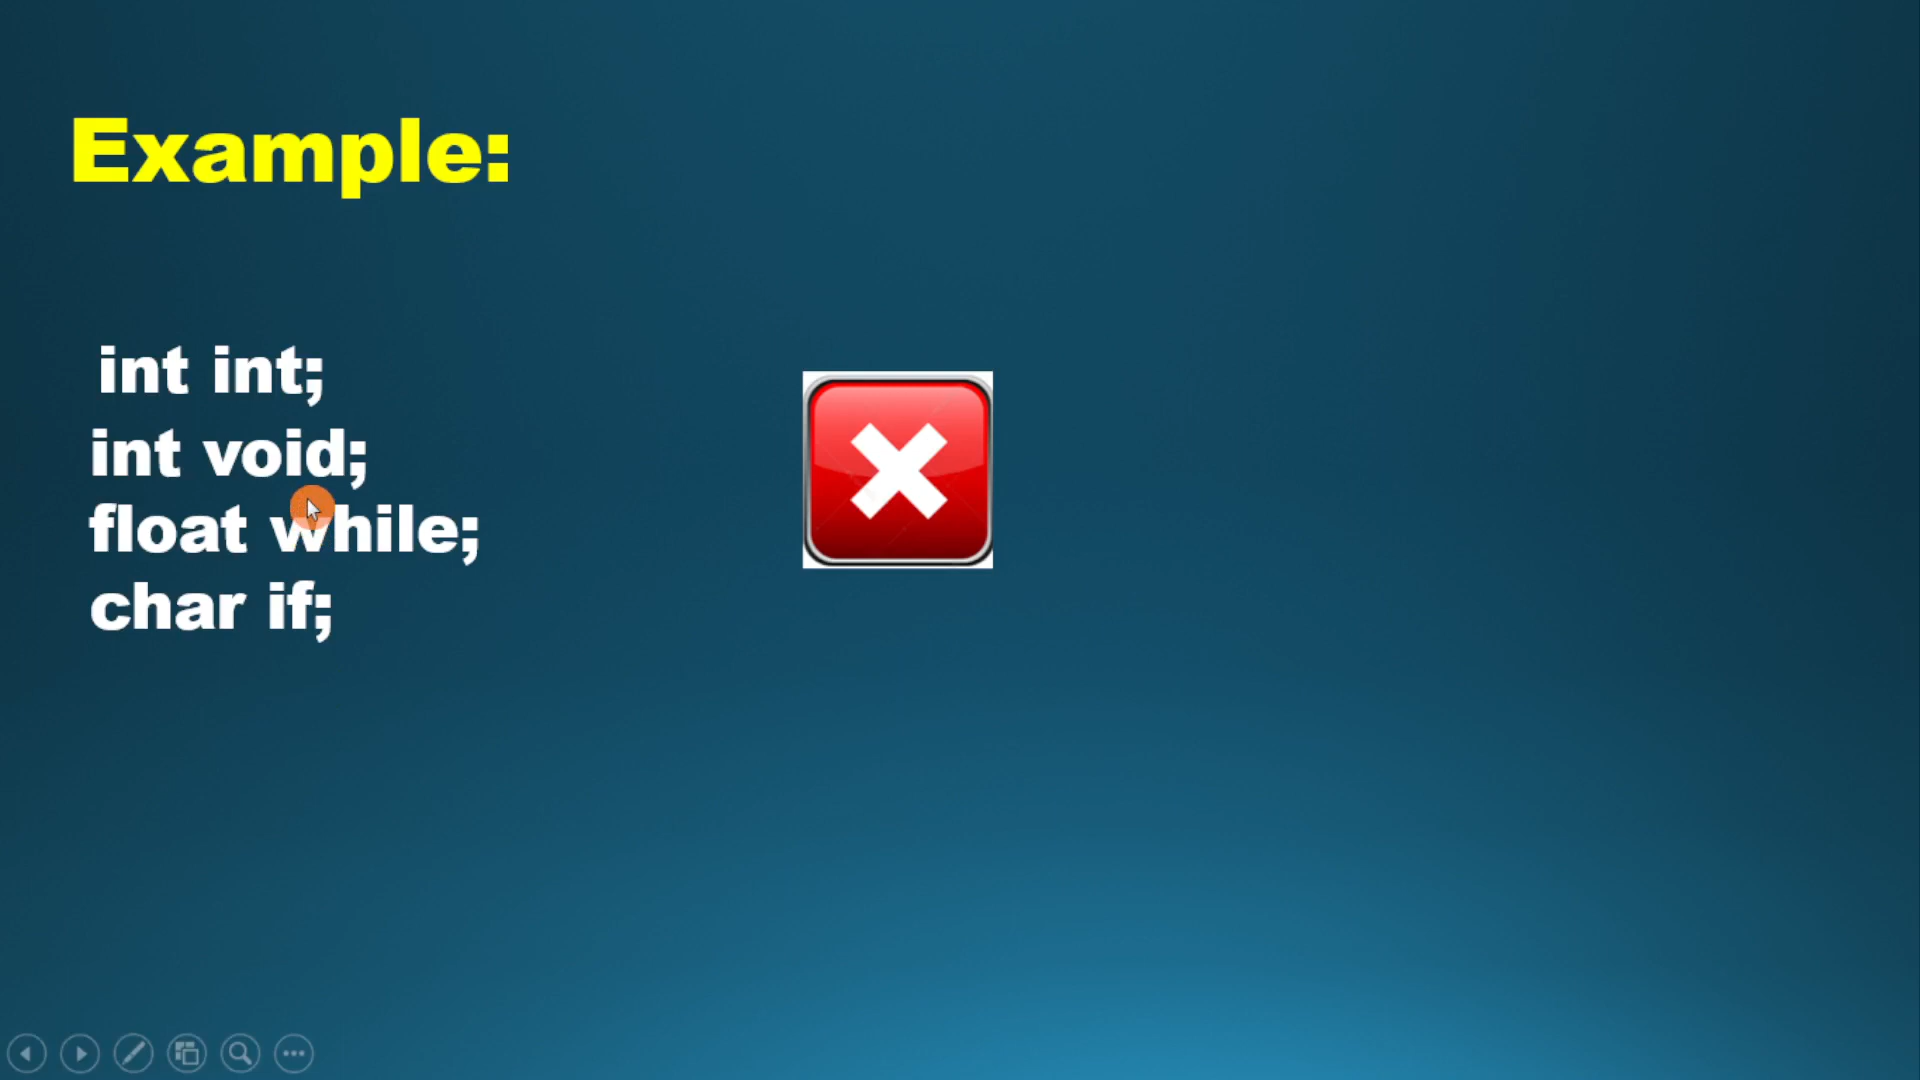 Example:
int int;
int void;
float while;
char if;